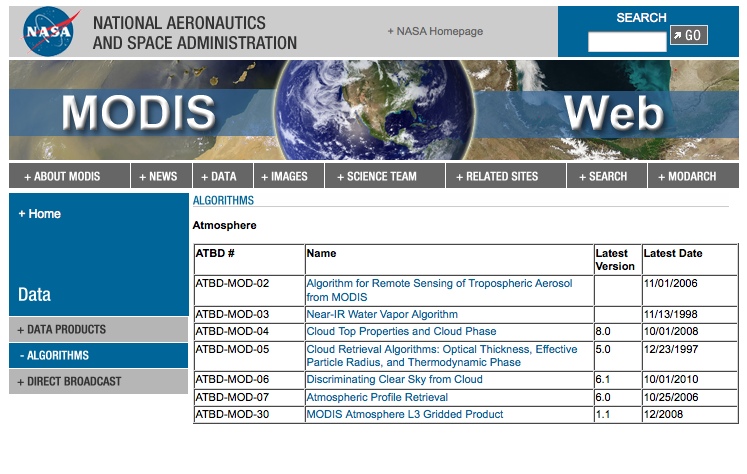 NASA
NATIONAL AERONAUTICS
AND SPACE ADMINISTRATION
+ NASA Homepage
SEARCH
GO
MODIS Web
+ ABOUT MODIS + NEWS + DATA + IMAGES + SCIENCE TEAM + RELATED SITES + SEARCH + MODARCH
+ Home
Data
+ DATA PRODUCTS
- ALGORITHMS
+ DIRECT BROADCAST
ALGORITHMS
Atmosphere
ATBD # Name Latest Version Latest Date
ATBD-MOD-02 Algorithm for Remote Sensing of Tropospheric Aerosol 11/01/2006
from MODIS
ATBD-MOD-03 Near-IR Water Vapor Algorithm 11/13/1998
ATBD-MOD-04 Cloud Top Properties and Cloud Phase 8.0 10/01/2008
ATBD-MOD-05 Cloud Retrieval Algorithms: Optical Thickness, Effective 5.0 12/23/1997
Particle Radius, and Thermodynamic Phase
ATBD-MOD-06 Discriminating Clear Sky from Cloud 6.1 10/01/2010
ATBD-MOD-07 Atmospheric Profile Retrieval 6.0 10/25/2006
ATBD-MOD-30 MODIS Atmosphere L3 Gridded Product 1.1 12/2008